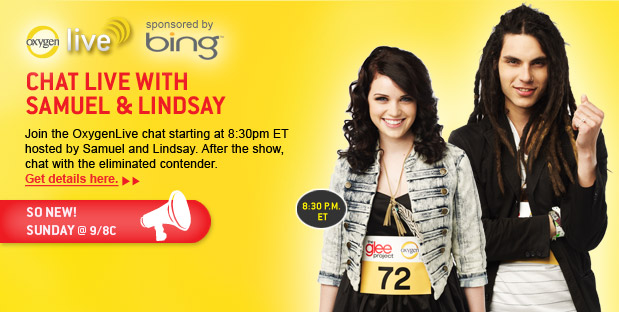 oxygen live sponsored by
bing™
CHAT LIVE WITH
SAMUEL & LINDSAY
Join the OxygenLive chat starting at 8:30pm ET
hosted by Samuel and Lindsay. After the show,
chat with the eliminated contender.
Get details here.
SO NEW!
SUNDAY @ 9/8C
8:30 P.M.
ET
the
glee
project
oxygen
72